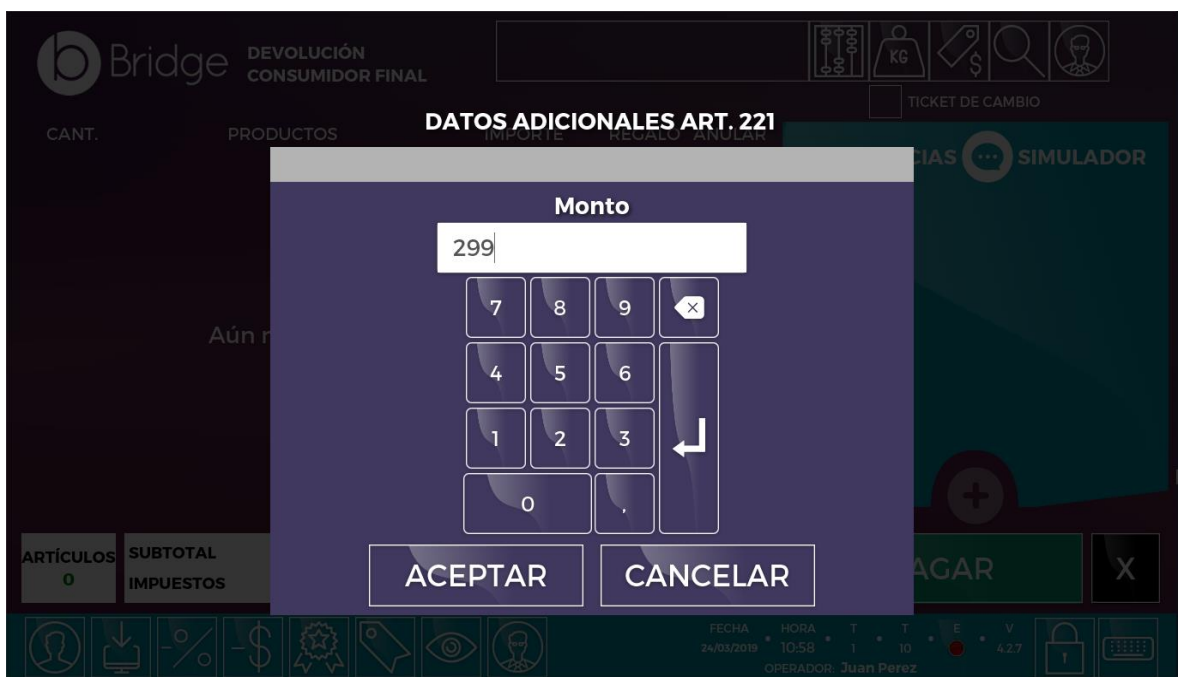 b Bridge
DEVOLUCIÓN
CONSUMIDOR FINAL
KG
$
TICKET DE CAMBIO
DATOS ADICIONALES ART. 221
CANT.
PRODUCTOS
IMPORTE
REGALO
ANULAR
CIAS
SIMULADOR
Monto
299
7
8
9
4
5
6
Aún
1
2
3
0
,
ARTÍCULOS
0
SUBTOTAL
IMPUESTOS
ACEPTAR
CANCELAR
AGAR
X
-%
-$
FECHA
24/03/2019
HORA
10:58
T
1
T
10
E
V
4.2.7
OPERADOR: Juan Perez